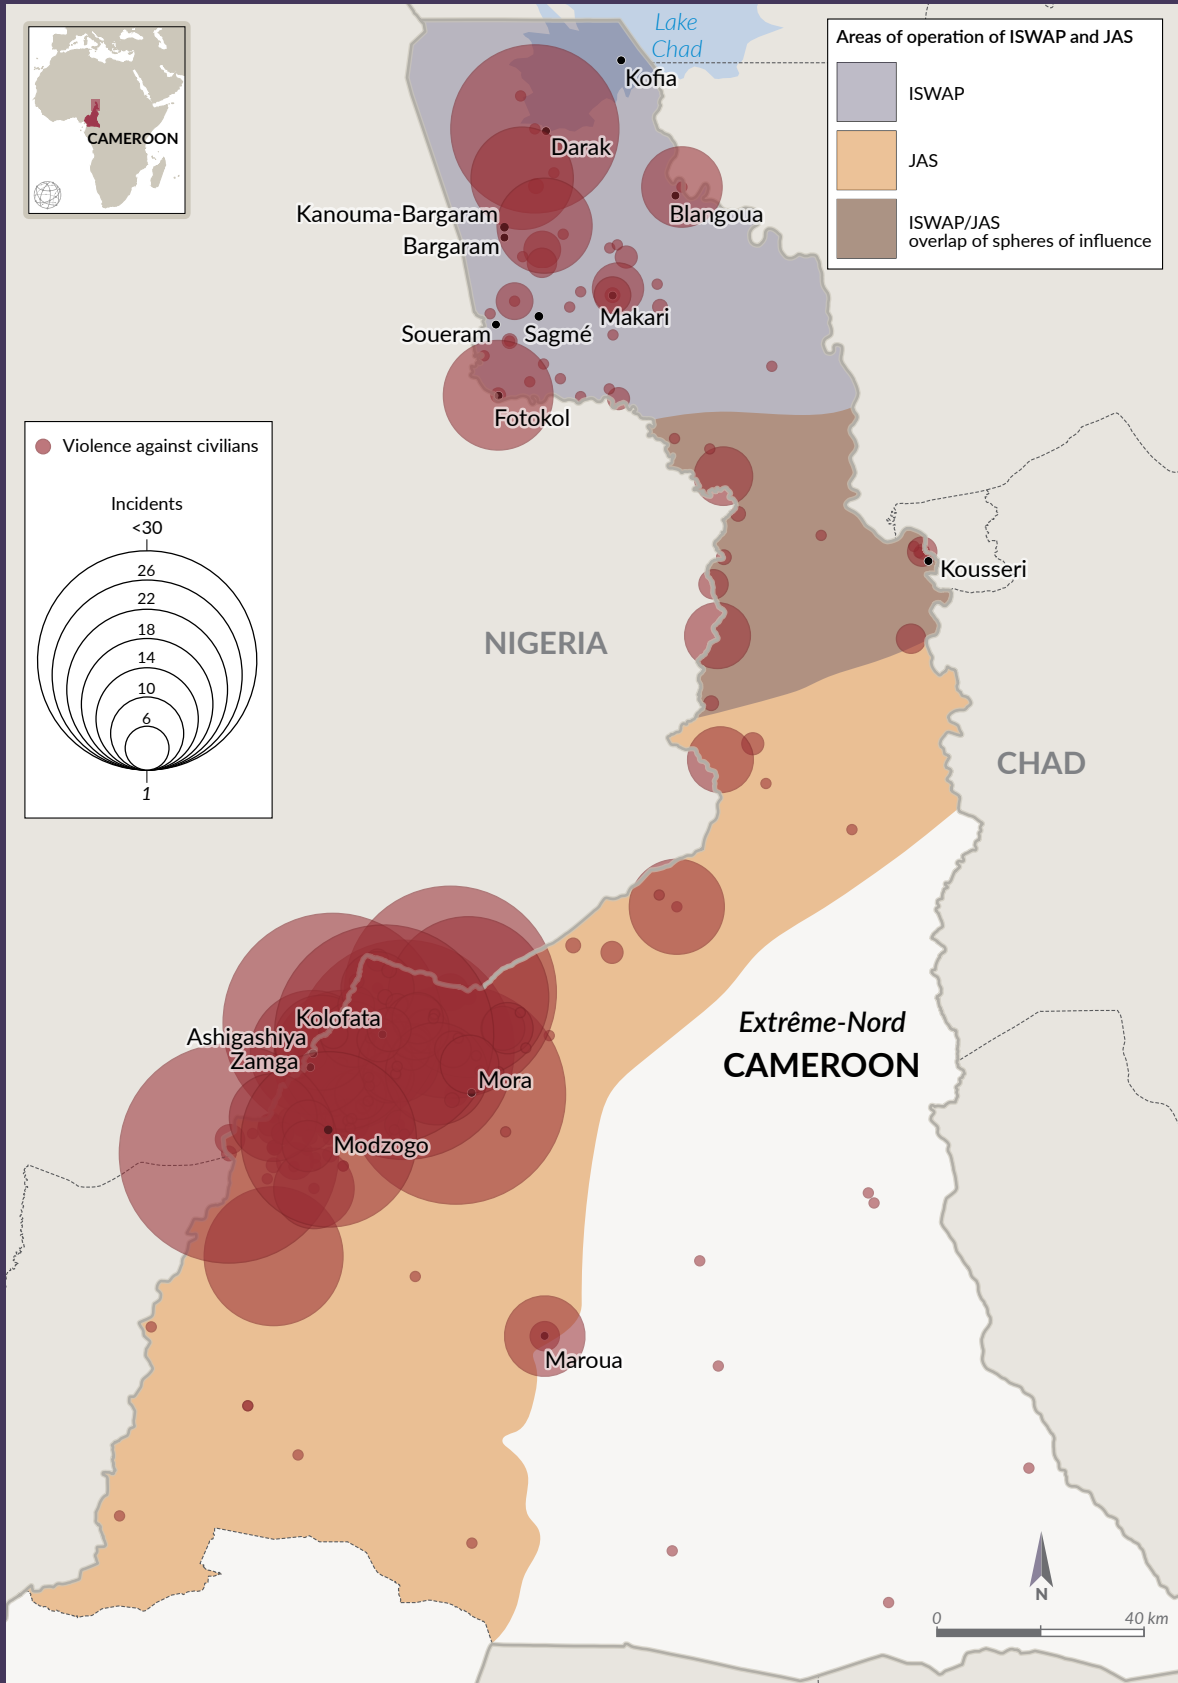 CAMEROON
Lake
Chad
Areas of operation of ISWAP and JAS
ISWAP
JAS
ISWAP/JAS
overlap of spheres of influence
Kofia
Darak
Blangoua
Kanouma-Bargaram
Bargaram
Makari
Soueram
Sagmé
Fotokol
Violence against civilians
Incidents
<30
26
22
18
14
10
6
1
Kousseri
NIGERIA
CHAD
Kolofata
Ashigashiya
Zamga
Mora
Modzogo
Extrême-Nord
CAMEROON
Maroua
N
0
40 km